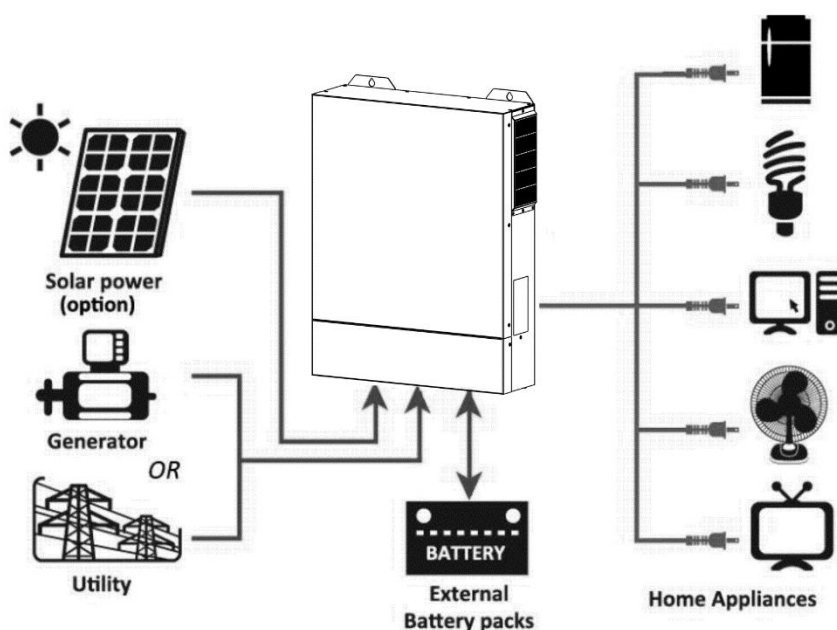 Solar power
(option)
Generator
OR
Utility
BATTERY
External
Battery packs
Home Appliances